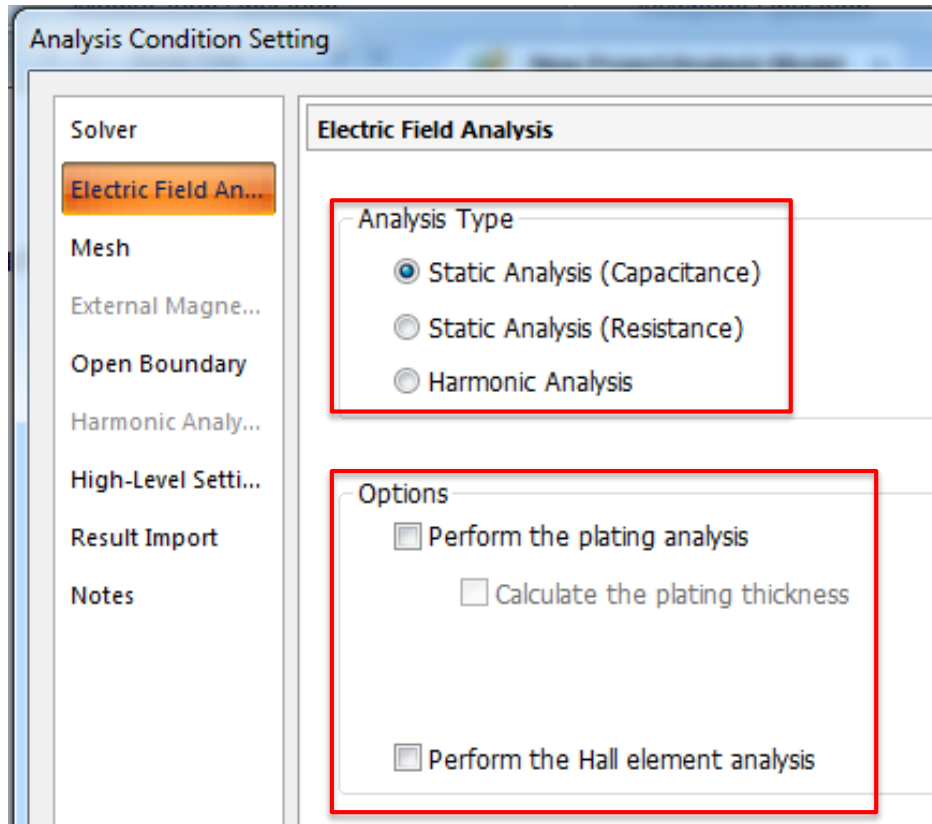 Analysis Condition Setting
Solver
Electric Field An...
Mesh
External Magne...
Open Boundary
Harmonic Analy...
High-Level Setti...
Result Import
Notes
Electric Field Analysis
Analysis Type
Static Analysis (Capacitance)
Static Analysis (Resistance)
Harmonic Analysis
Options
Perform the plating analysis
Calculate the plating thickness
Perform the Hall element analysis